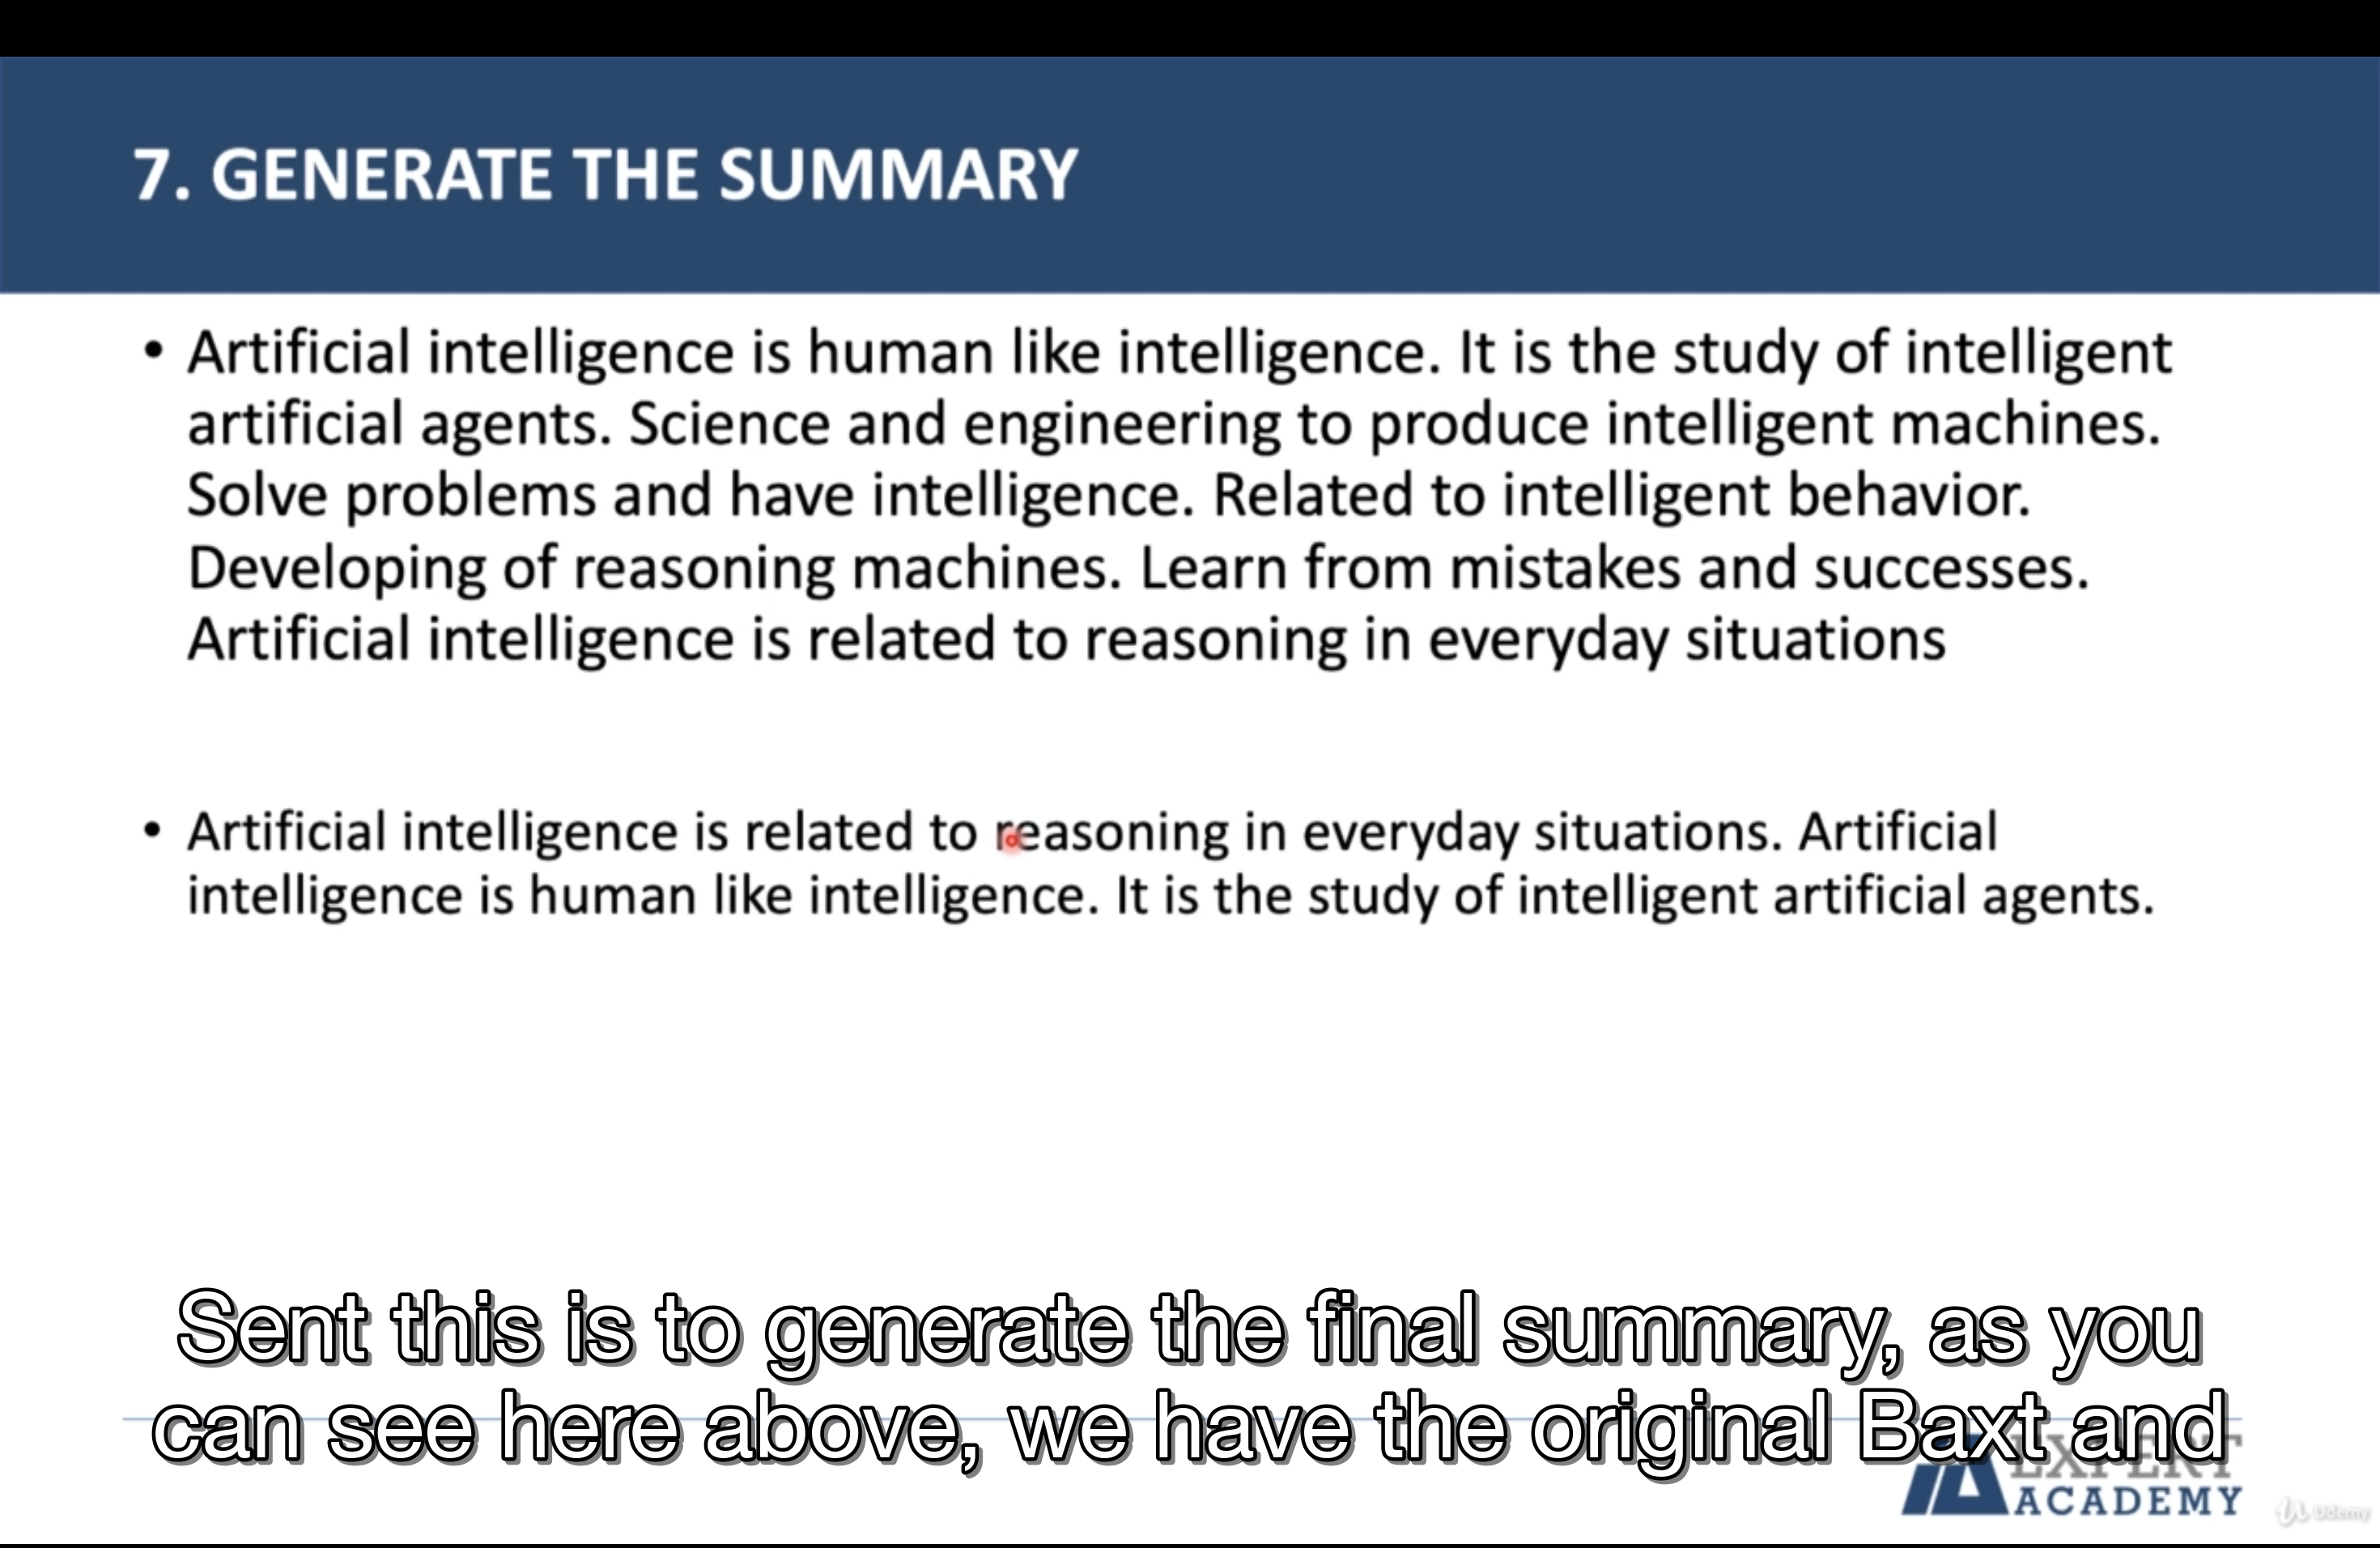 7. GENERATE THE SUMMARY
• Artificial intelligence is human like intelligence. It is the study of intelligent
artificial agents. Science and engineering to produce intelligent machines.
Solve problems and have intelligence. Related to intelligent behavior.
Developing of reasoning machines. Learn from mistakes and successes.
Artificial intelligence is related to reasoning in everyday situations
• Artificial intelligence is related to reasoning in everyday situations. Artificial
intelligence is human like intelligence. It is the study of intelligent artificial agents.
Sent this is to generate the final summary, as you
can see here above, we have the original Baxt and
EXPERT
ACADEMY
Udemy